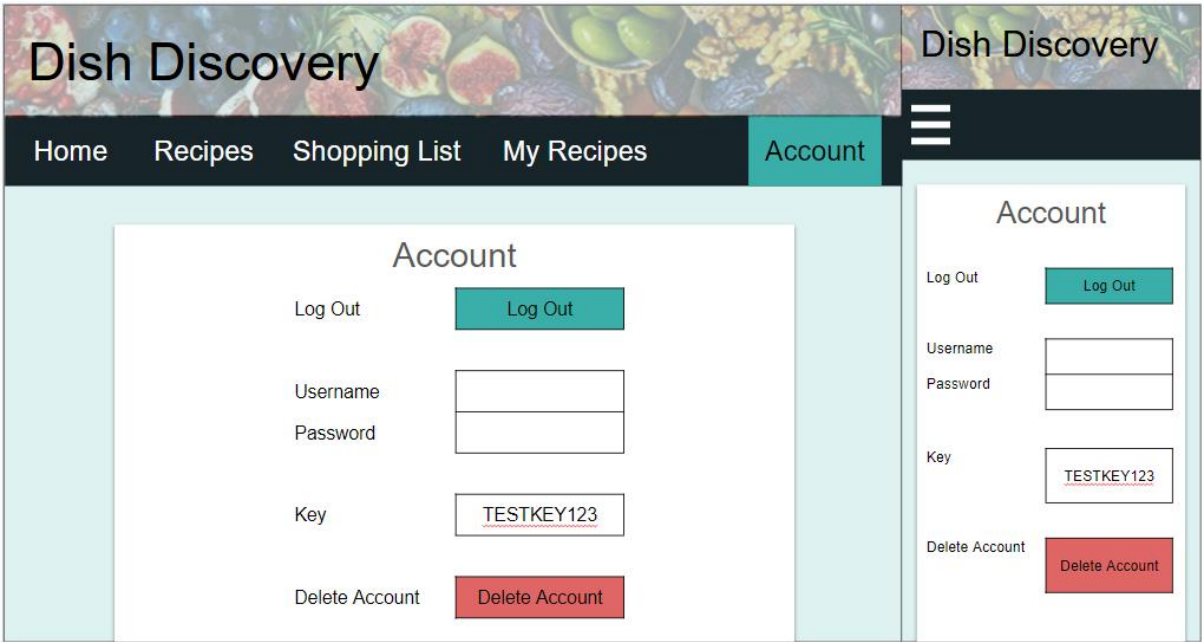 Dish Discovery
Home Recipes Shopping List My Recipes Account
Account
Log Out Log Out
Username
Password
Key TESTKEY123
Delete Account Delete Account
Dish Discovery
Account
Log Out Log Out
Username
Password
Key TESTKEY123
Delete Account Delete Account